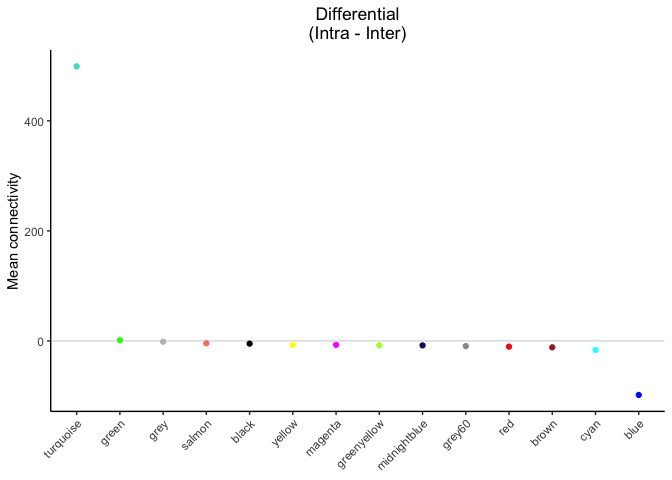 Differential
(Intra - Inter)
Mean connectivity
400
200
0
turquoise
green
grey
salmon
black
yellow
magenta
greenyellow
midnightblue
grey60
red
brown
cyan
blue